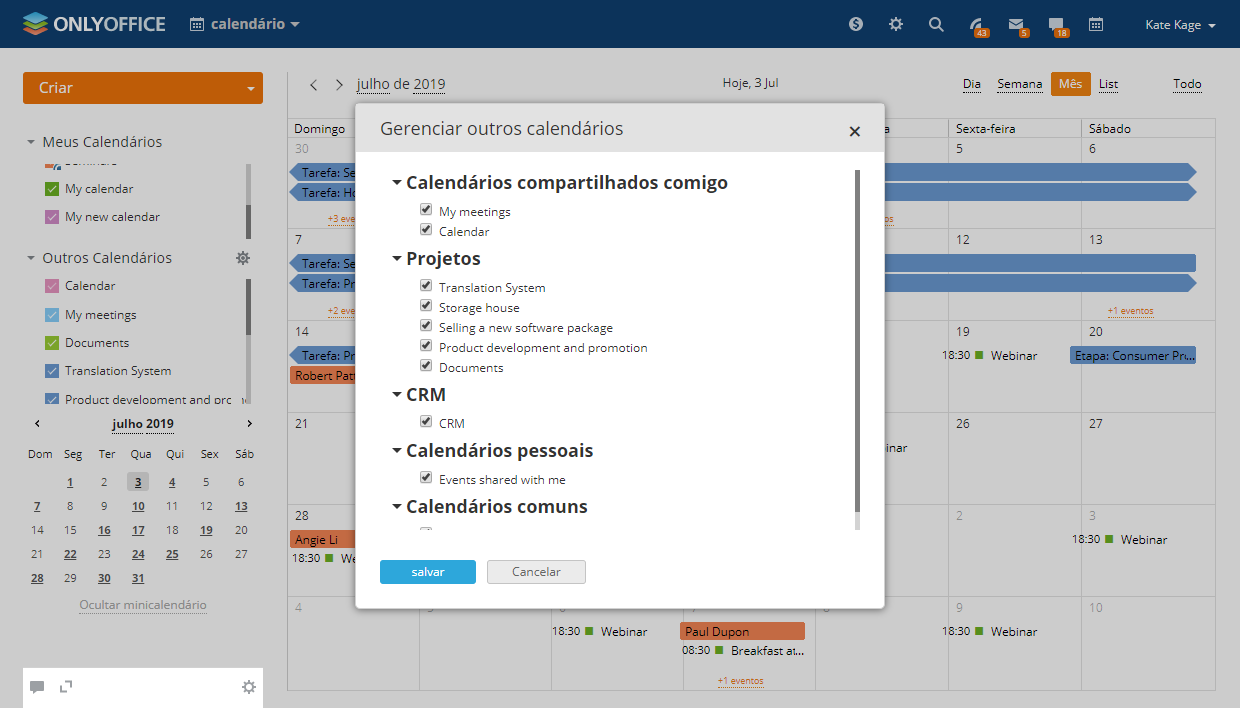 ONLYOFFICE calendário 43 5 18 Kate Kage
Criar
julho de 2019 Hoje, 3 Jul Dia Semana Mês List Todo
Meus Calendários
My calendar
My new calendar
Outros Calendários
Calendar
My meetings
Documents
Translation System
Product development and
julho 2019
Dom Seg Ter Qua Qui Sex Sáb
1 2 3 4 5 6
7 8 9 10 11 12 13
14 15 16 17 18 19 20
21 22 23 24 25 26 27
28 29 30 31
Ocultar minicalendário
Gerenciar outros calendários
Calendários compartilhados comigo
My meetings
Calendar
Projetos
Translation System
Storage house
Selling a new software package
Product development and promotion
Documents
CRM
CRM
Calendários pessoais
Events shared with me
Calendários comuns
salvar Cancelar
Domingo Sexta-feira Sábado
30 5 6
Tarefa: Se
Tarefa: Ho
+3 eve
7 12 13
Tarefa: Se
Tarefa: Pr
+2 eve +1 eventos
14 19 20
Tarefa: Pr 18:30 Webinar Etapa: Consumer Pr...
Robert Patt
21 26 27
28 2 3
Angie Li 18:30 Webinar
18:30 We
4 9 10
18:30 Webinar Paul Dupon 18:30 Webinar
08:30 Breakfast at...
+1 eventos